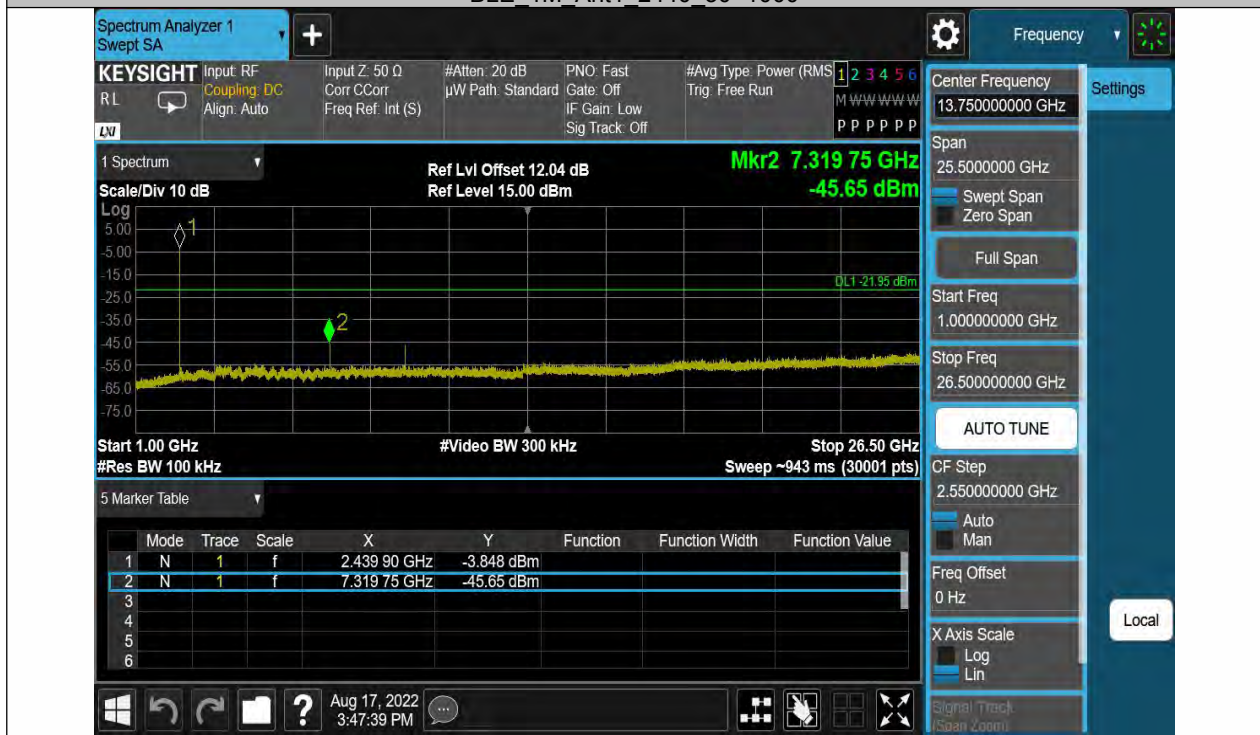 Spectrum Analyzer 1
Swept SA
Frequency
KEYSIGHT
RL
LXI
Input: RF
Coupling: DC
Align: Auto
Input Z: 50 Ω
Corr CCorr
Freq Ref: Int (S)
#Atten: 20 dB
µW Path: Standard
PNO: Fast
Gate: Off
IF Gain: Low
Sig Track: Off
#Avg Type: Power (RMS
Trig: Free Run
1 2 3 4 5 6
M W W W W W
P P P P P P
1 Spectrum
Scale/Div 10 dB
Ref Lvl Offset 12.04 dB
Ref Level 15.00 dBm
Mkr2 7.319 75 GHz
-45.65 dBm
Log
5.00
-5.00
-15.0
-25.0
-35.0
-45.0
-55.0
-65.0
-75.0
1
2
DL1 -21.95 dBm
Start 1.00 GHz
#Video BW 300 kHz
Stop 26.50 GHz
#Res BW 100 kHz
Sweep ~943 ms (30001 pts)
5 Marker Table
Mode Trace Scale X Y Function Function Width Function Value
1 N 1 f 2.439 90 GHz -3.848 dBm
2 N 1 f 7.319 75 GHz -45.65 dBm
3
4
5
6
Aug 17, 2022
3:47:39 PM
Center Frequency
13.750000000 GHz
Settings
Span
25.5000000 GHz
Swept Span
Zero Span
Full Span
Start Freq
1.000000000 GHz
Stop Freq
26.500000000 GHz
AUTO TUNE
CF Step
2.550000000 GHz
Auto
Man
Freq Offset
0 Hz
X Axis Scale
Log
Lin
Signal Track
(Span Zoom)
Local